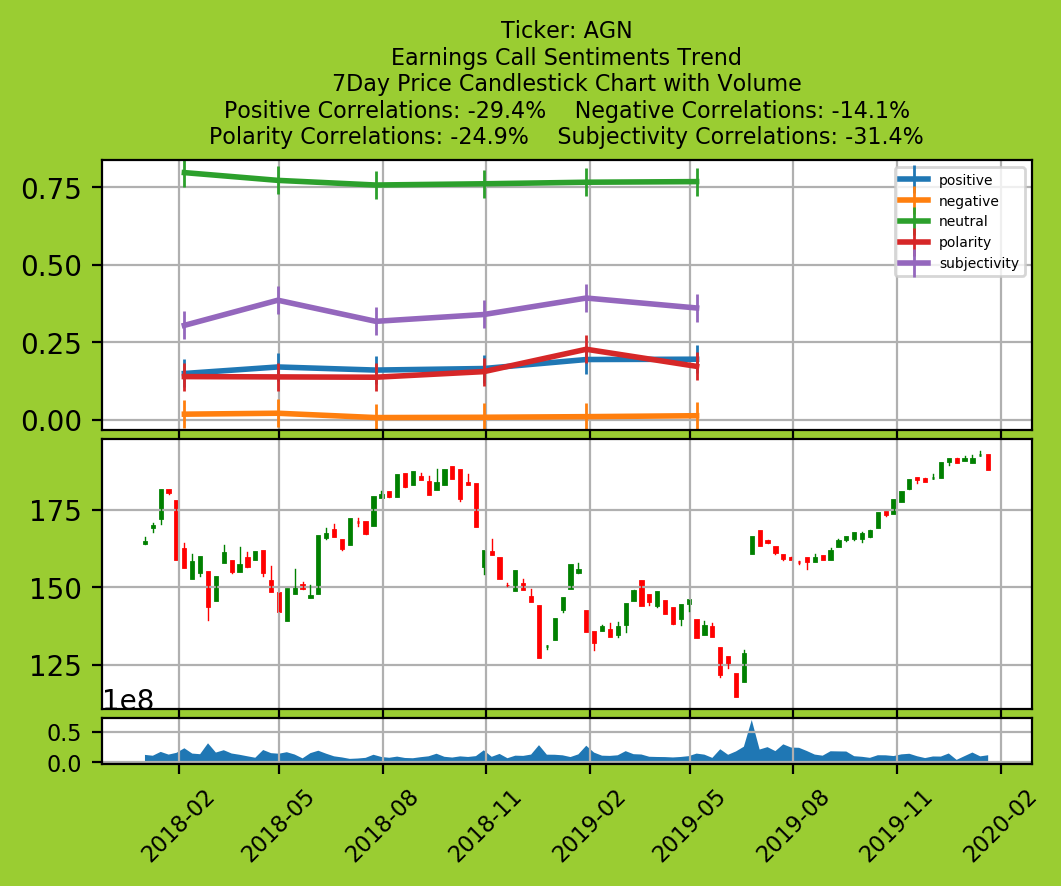 Ticker: AGN
Earnings Call Sentiments Trend
7Day Price Candlestick Chart with Volume
Positive Correlations: -29.4%    Negative Correlations: -14.1%
Polarity Correlations: -24.9%    Subjectivity Correlations: -31.4%
0.75
0.50
0.25
0.00
positive
negative
neutral
polarity
subjectivity
175
150
125
1e8
0.5
0.0
2018-02
2018-05
2018-08
2018-11
2019-02
2019-05
2019-08
2019-11
2020-02